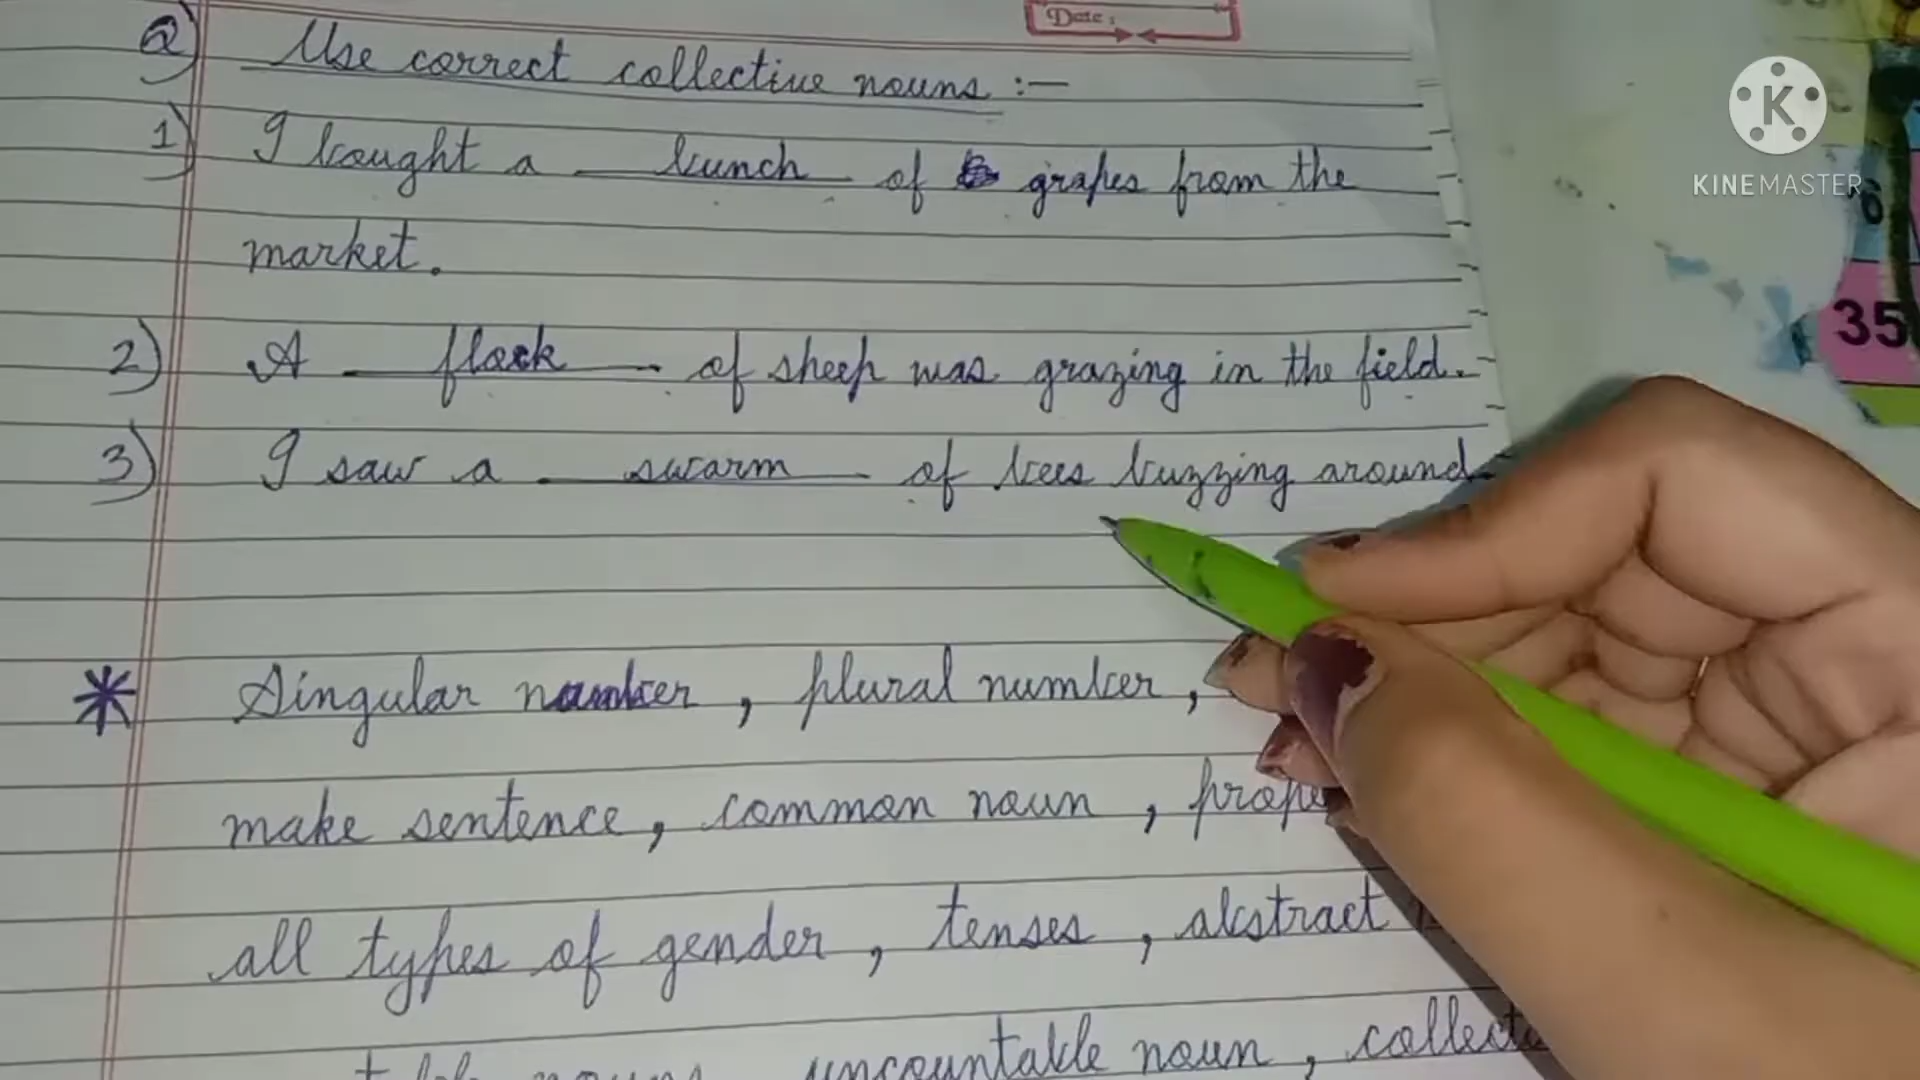 Date:
Q) Use correct collective nouns :—
1) I bought a bunch of grapes from the
market.
2) A flock of sheep was grazing in the field.
3) I saw a swarm of bees buzzing around
* Singular number, plural number,
make sentence, common noun,
all types of gender, tenses, abstract
nouns, uncountable noun,
KINEMASTER
K
6
35